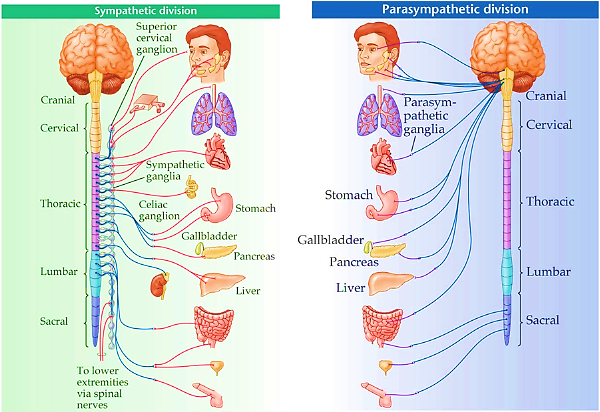 Sympathetic division
Superior
cervical
ganglion
Cranial
Cervical
Sympathetic
ganglia
Thoracic
Celiac
ganglion
Stomach
Gallbladder
Pancreas
Lumbar
Liver
Sacral
To lower
extremities
via spinal
nerves
Parasympathetic division
Cranial
Parasym-
pathetic
ganglia
Cervical
Stomach
Thoracic
Gallbladder
Pancreas
Liver
Lumbar
Sacral